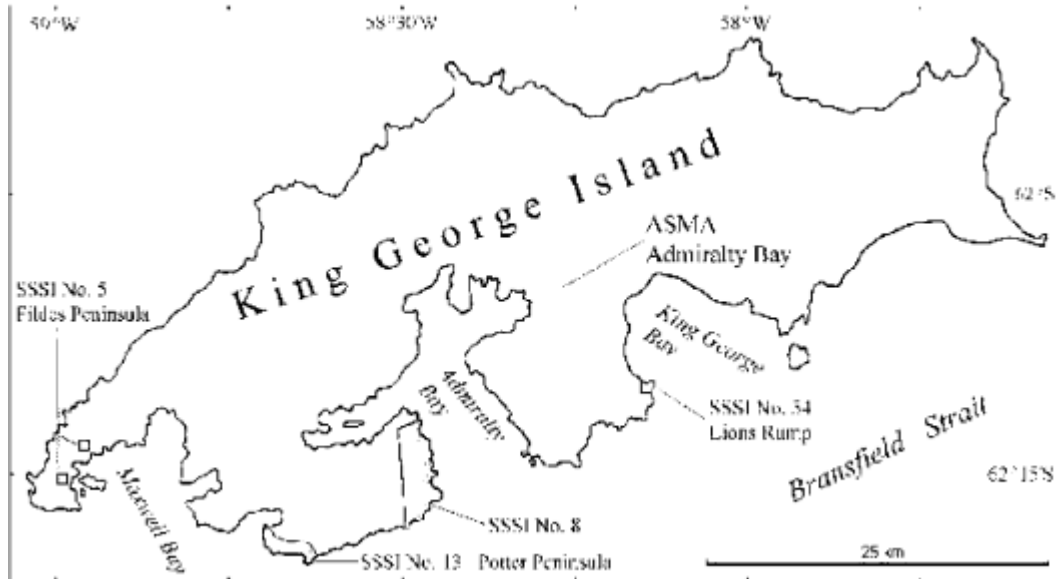 59°W
58°30'W
58°W
King George Island
62°S
ASMA
Admiralty Bay
SSSI No. 5
Fildes Peninsula
King George
Bay
Admiralty
Bay
SSSI No. 34
Lions Rump
Bransfield Strait
62°15'S
Maxwell Bay
SSSI No. 8
25 km
SSSI No. 13 Potter Peninsula